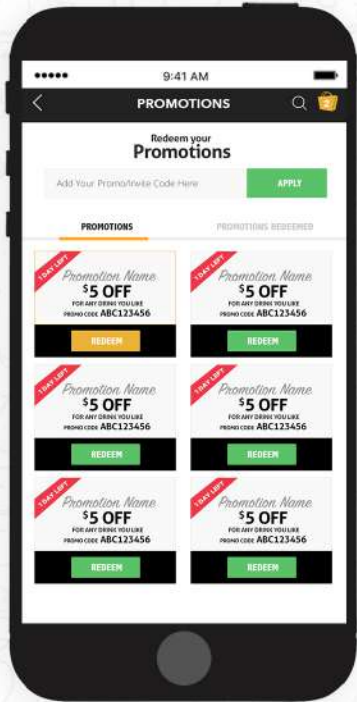 9:41 AM
PROMOTIONS
2
Redeem your
Promotions
Add Your Promo/Invite Code Here
APPLY
PROMOTIONS
PROMOTIONS REDEEMED
1 DAY LEFT
Promotion Name
$5 OFF
FOR ANY DRINK YOU LIKE
PROMO CODE ABC123456
REDEEM
1 DAY LEFT
Promotion Name
$5 OFF
FOR ANY DRINK YOU LIKE
PROMO CODE ABC123456
REDEEM
1 DAY LEFT
Promotion Name
$5 OFF
FOR ANY DRINK YOU LIKE
PROMO CODE ABC123456
REDEEM
1 DAY LEFT
Promotion Name
$5 OFF
FOR ANY DRINK YOU LIKE
PROMO CODE ABC123456
REDEEM
1 DAY LEFT
Promotion Name
$5 OFF
FOR ANY DRINK YOU LIKE
PROMO CODE ABC123456
REDEEM
1 DAY LEFT
Promotion Name
$5 OFF
FOR ANY DRINK YOU LIKE
PROMO CODE ABC123456
REDEEM